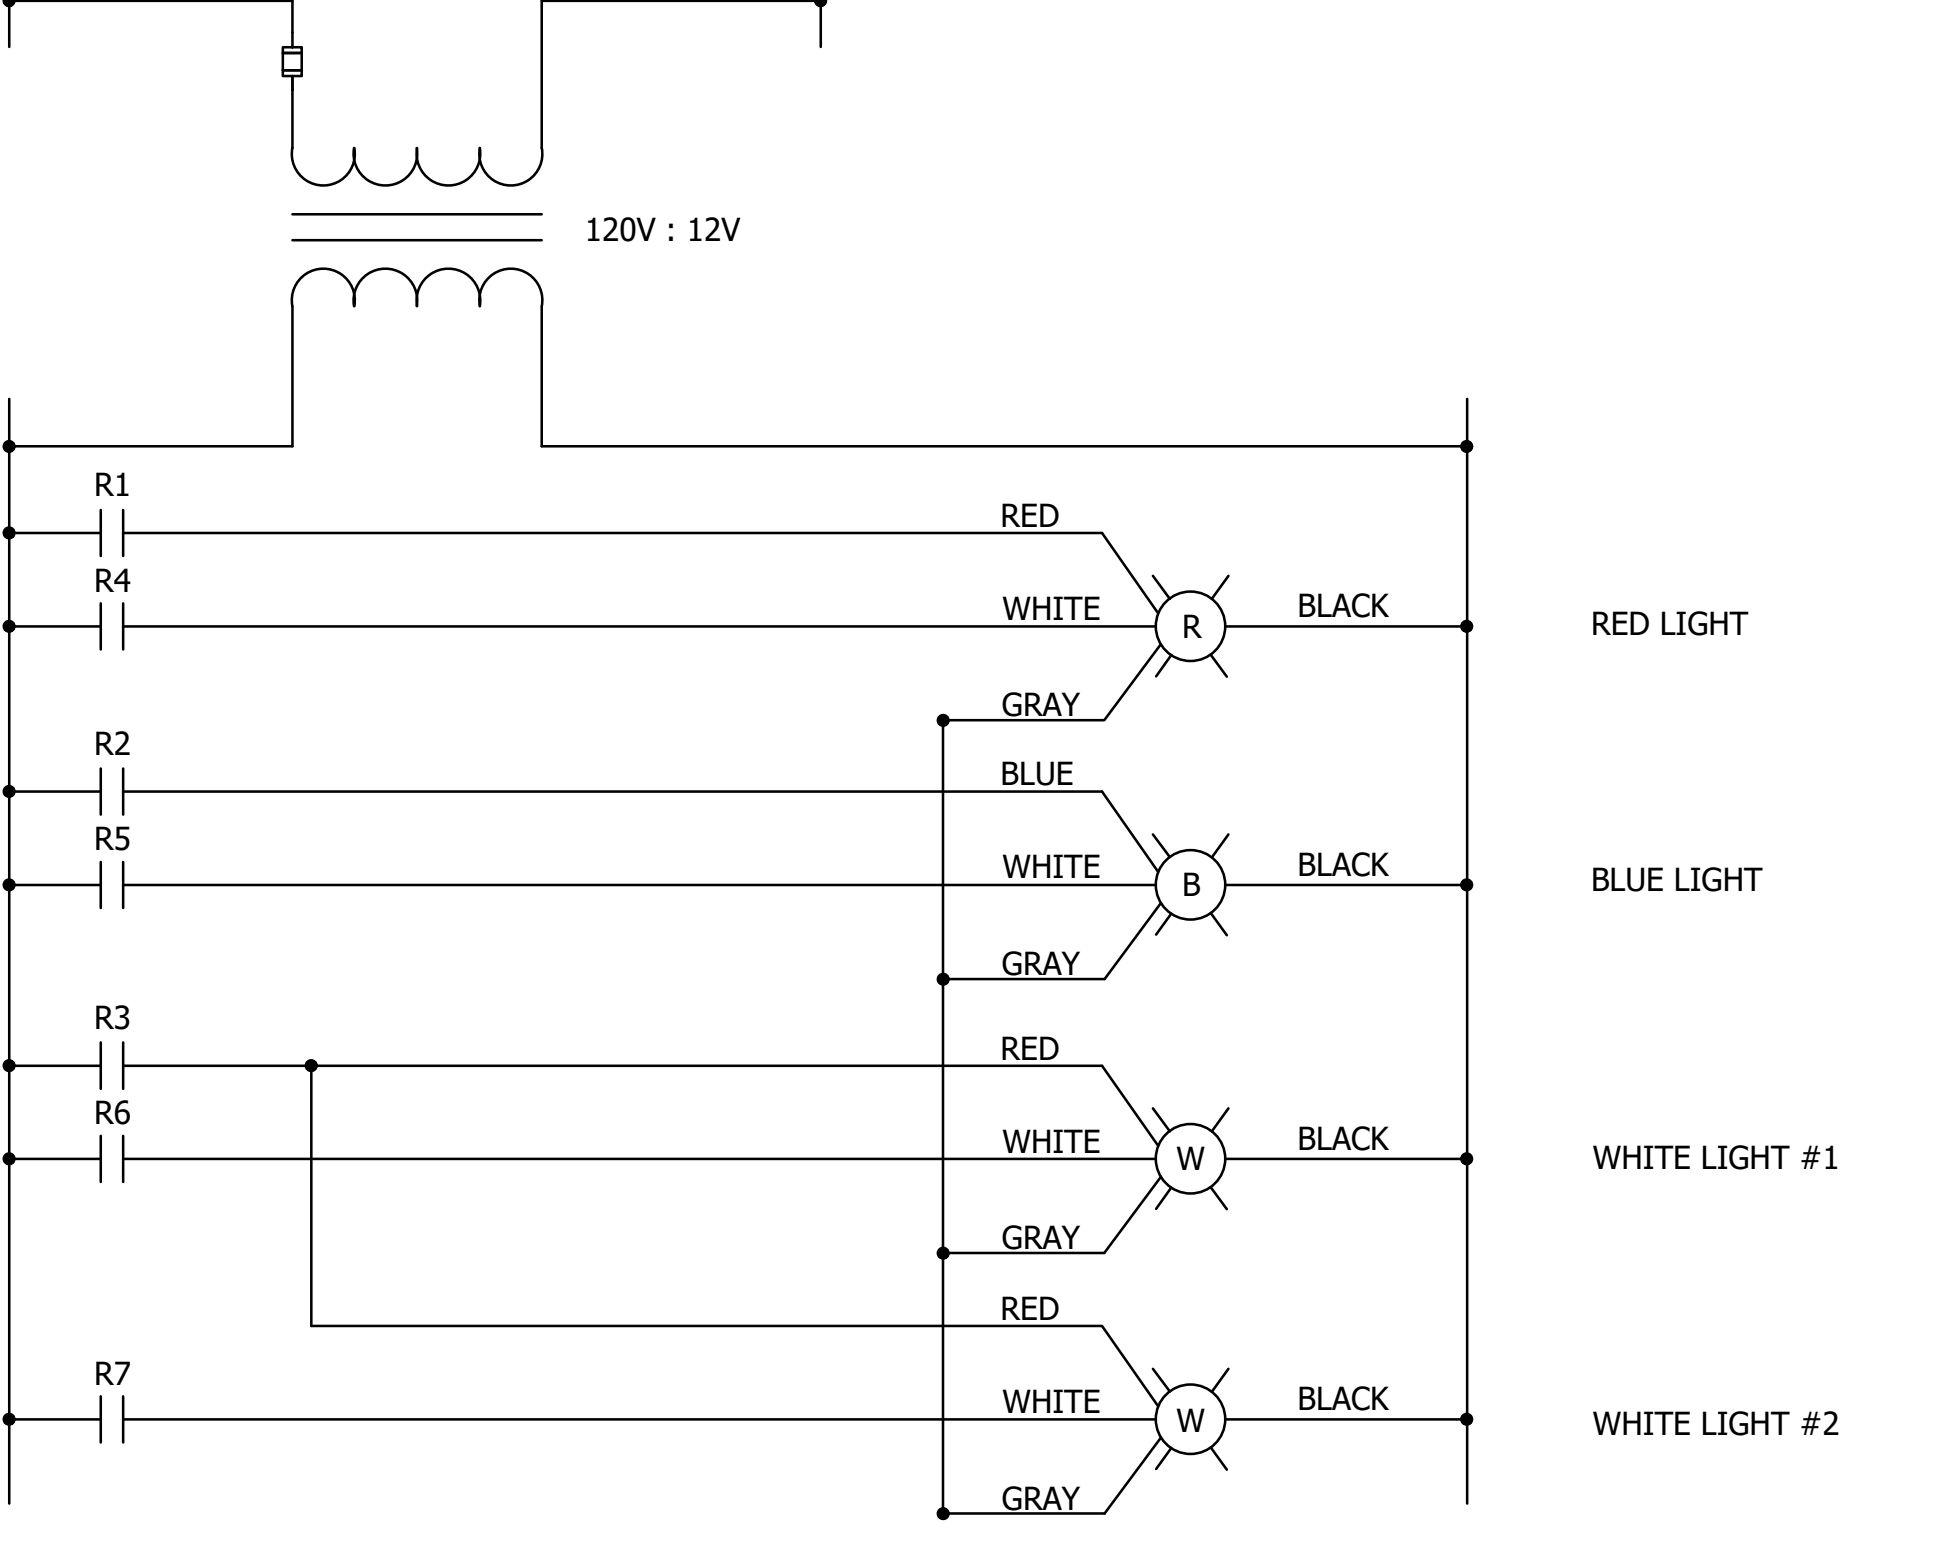 120V : 12V
R1
RED
R4
WHITE
R
BLACK
RED LIGHT
GRAY
R2
BLUE
R5
WHITE
B
BLACK
BLUE LIGHT
GRAY
R3
RED
R6
WHITE
W
BLACK
WHITE LIGHT #1
GRAY
RED
R7
WHITE
W
BLACK
WHITE LIGHT #2
GRAY